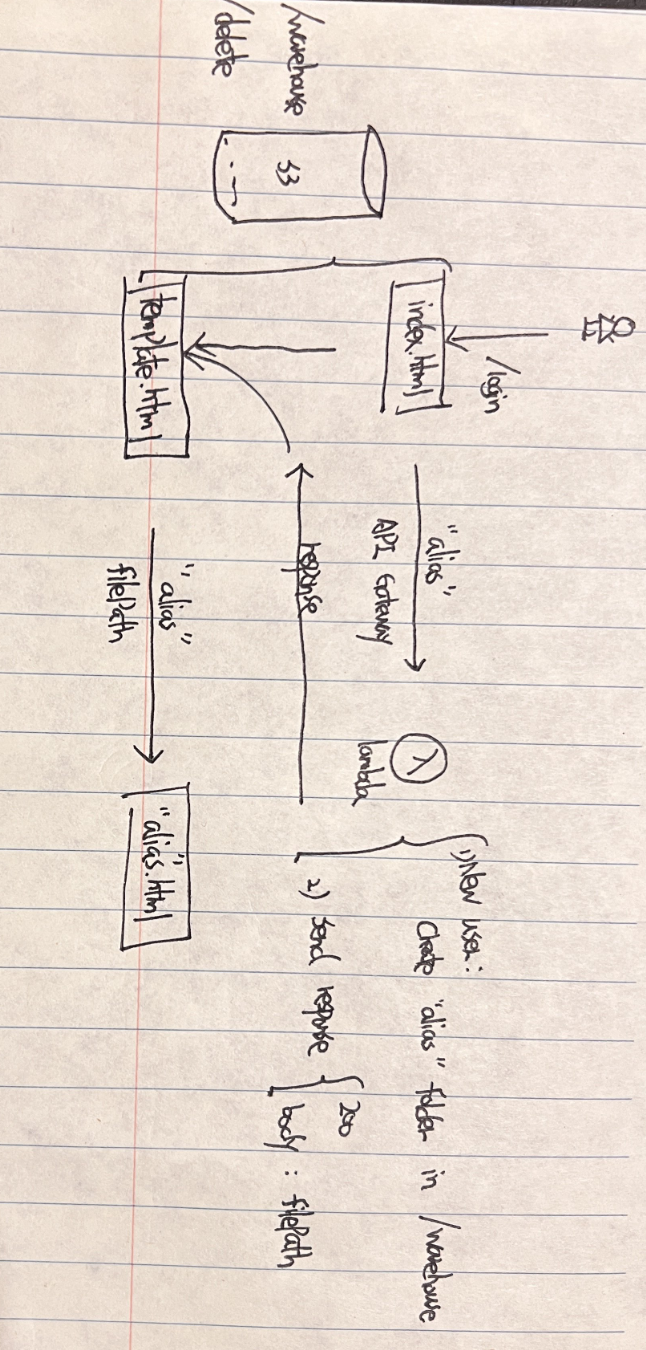 /login
/warehouse
/delete
S3
index.html
"alias"
API Gateway
λ
lambda
1) New user:
Create "alias" folder in /warehouse
2) send response { 200
body : filePath
response
template.html
"alias"
filePath
"alias".html